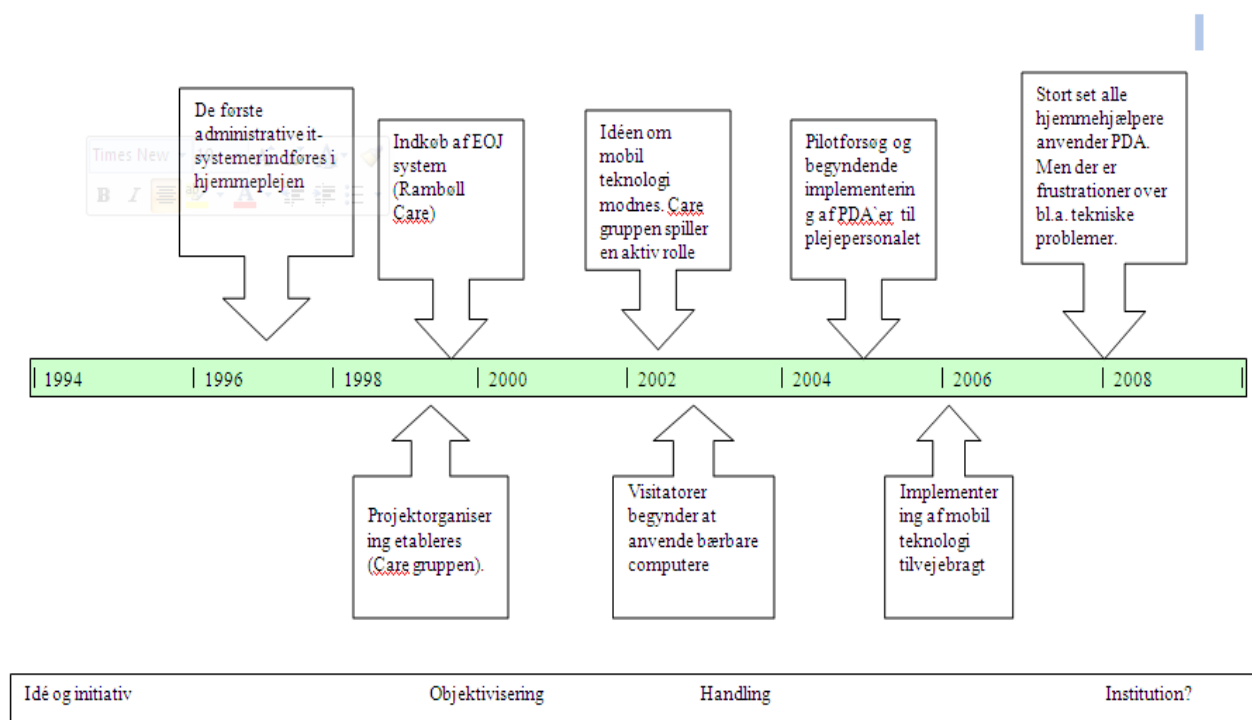 De første
administrative it-
systemer indføres i
hjemmeplejen
Times New
B I A
Indkøb af EOJ
system
(Rambøll
Care)
Idéen om
mobil
teknologi
modnes. Care
gruppen spiller
en aktiv rolle
Pilotforsøg og
begyndende
implementerin
g af PDA`er til
plejepersonalet
Stort set alle
hjemmehjælpere
anvender PDA.
Men der er
frustrationer over
bl.a. tekniske
problemer.
1994 1996 1998 2000 2002 2004 2006 2008
Projektorganiser
ing etableres
(Care gruppen).
Visitatorer
begynder at
anvende bærbare
computere
Implementer
ing af mobil
teknologi
tilvejebragt
Idé og initiativ Objektivisering Handling Institution?